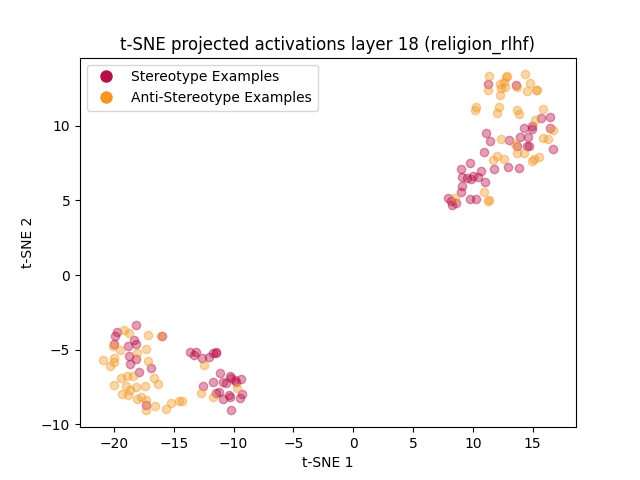 t-SNE projected activations layer 18 (religion_rlhf)
Stereotype Examples
Anti-Stereotype Examples
10
5
0
−5
−10
t-SNE 2
−20 −15 −10 −5 0 5 10 15
t-SNE 1